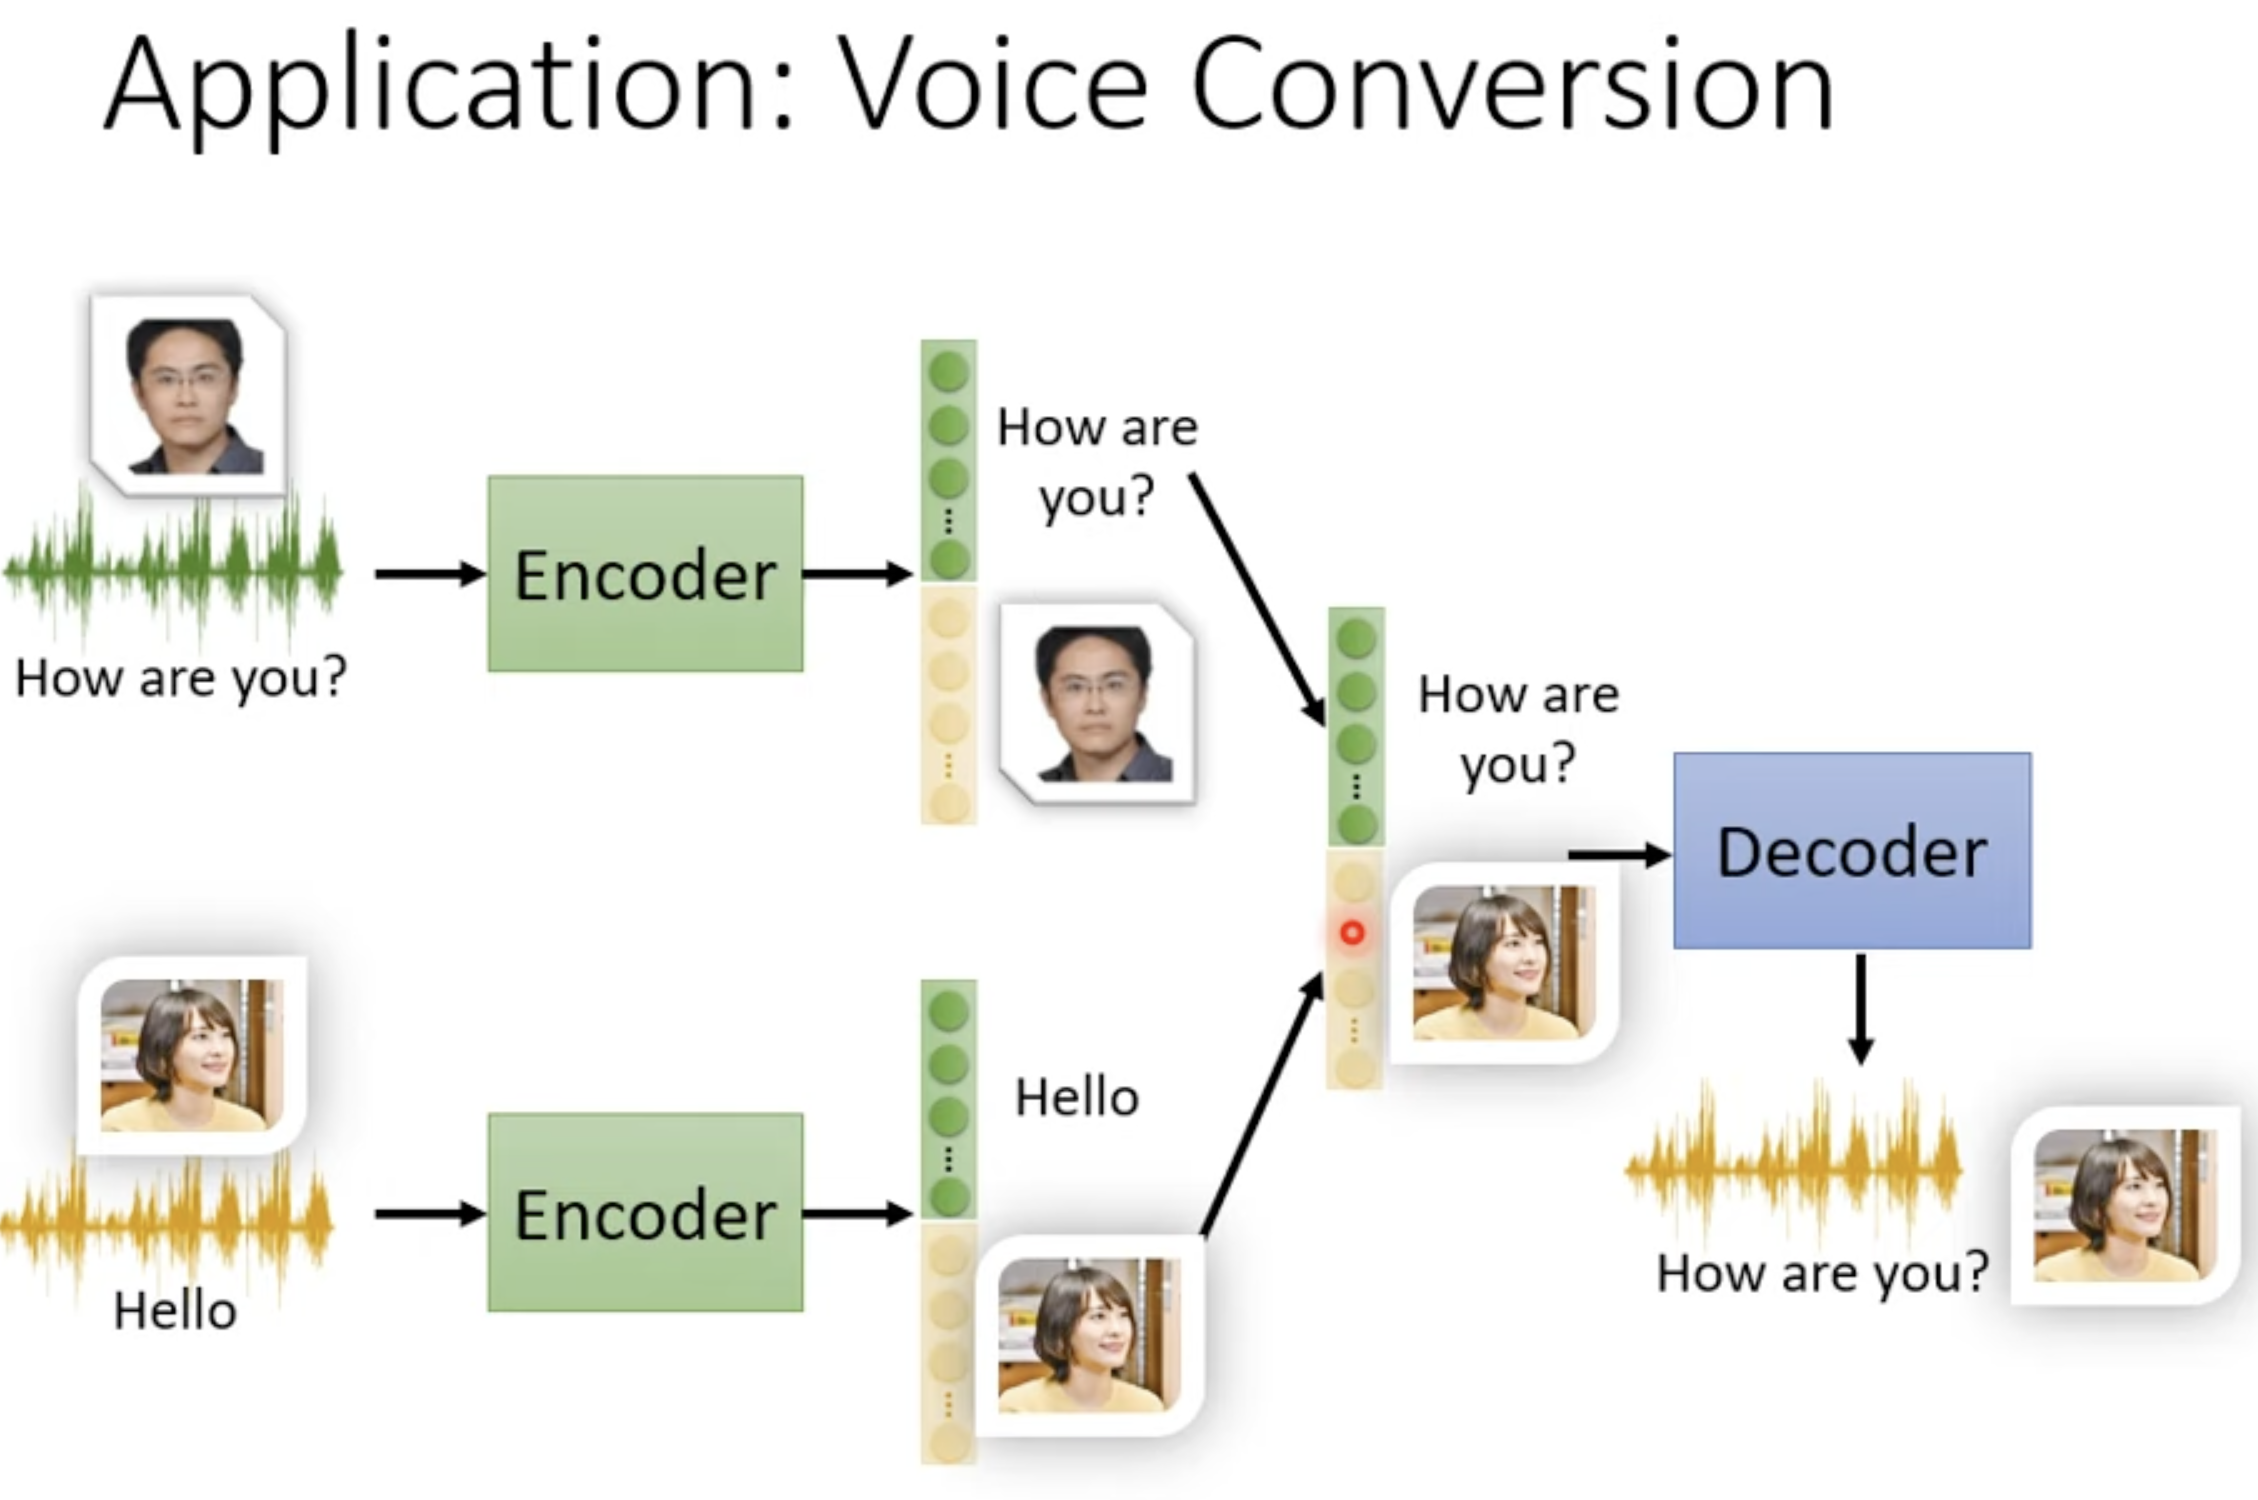 Application: Voice Conversion
How are you?
Encoder
How are
you?
How are
you?
Decoder
Hello
Encoder
Hello
How are you?